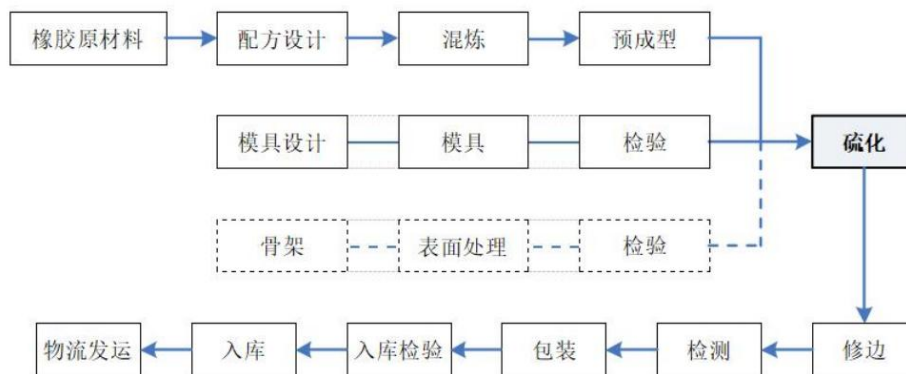 橡胶原材料
配方设计
混炼
预成型
模具设计
模具
检验
硫化
骨架
表面处理
检验
物流发运
入库
入库检验
包装
检测
修边